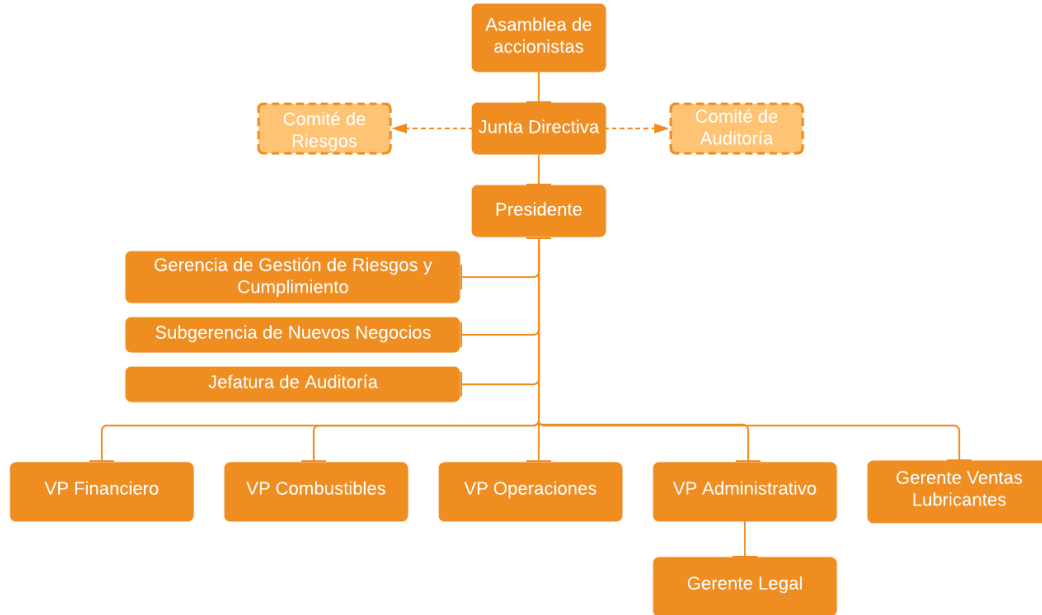 Asamblea de
accionistas
Comité de
Riesgos
Junta Directiva
Comité de
Auditoría
Presidente
Gerencia de Gestión de Riesgos y
Cumplimiento
Subgerencia de Nuevos Negocios
Jefatura de Auditoría
VP Financiero
VP Combustibles
VP Operaciones
VP Administrativo
Gerente Ventas
Lubricantes
Gerente Legal